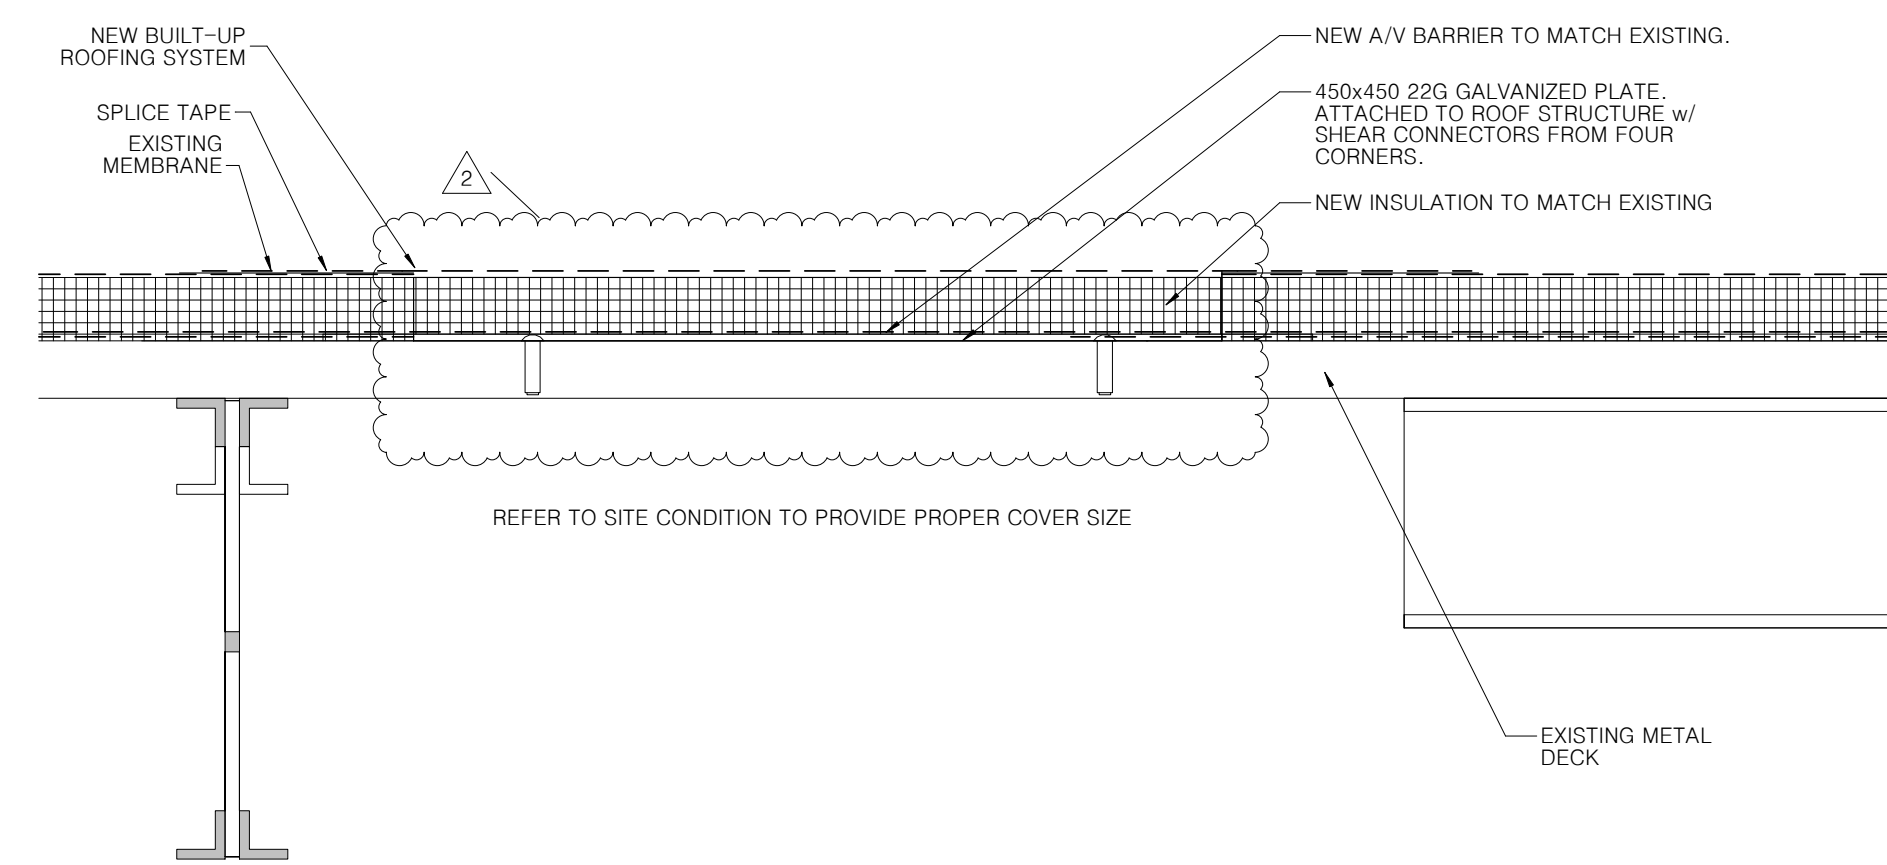 NEW BUILT-UP
ROOFING SYSTEM
SPLICE TAPE
EXISTING
MEMBRANE
2
NEW A/V BARRIER TO MATCH EXISTING.
450x450 22G GALVANIZED PLATE.
ATTACHED TO ROOF STRUCTURE w/
SHEAR CONNECTORS FROM FOUR
CORNERS.
NEW INSULATION TO MATCH EXISTING
REFER TO SITE CONDITION TO PROVIDE PROPER COVER SIZE
EXISTING METAL
DECK